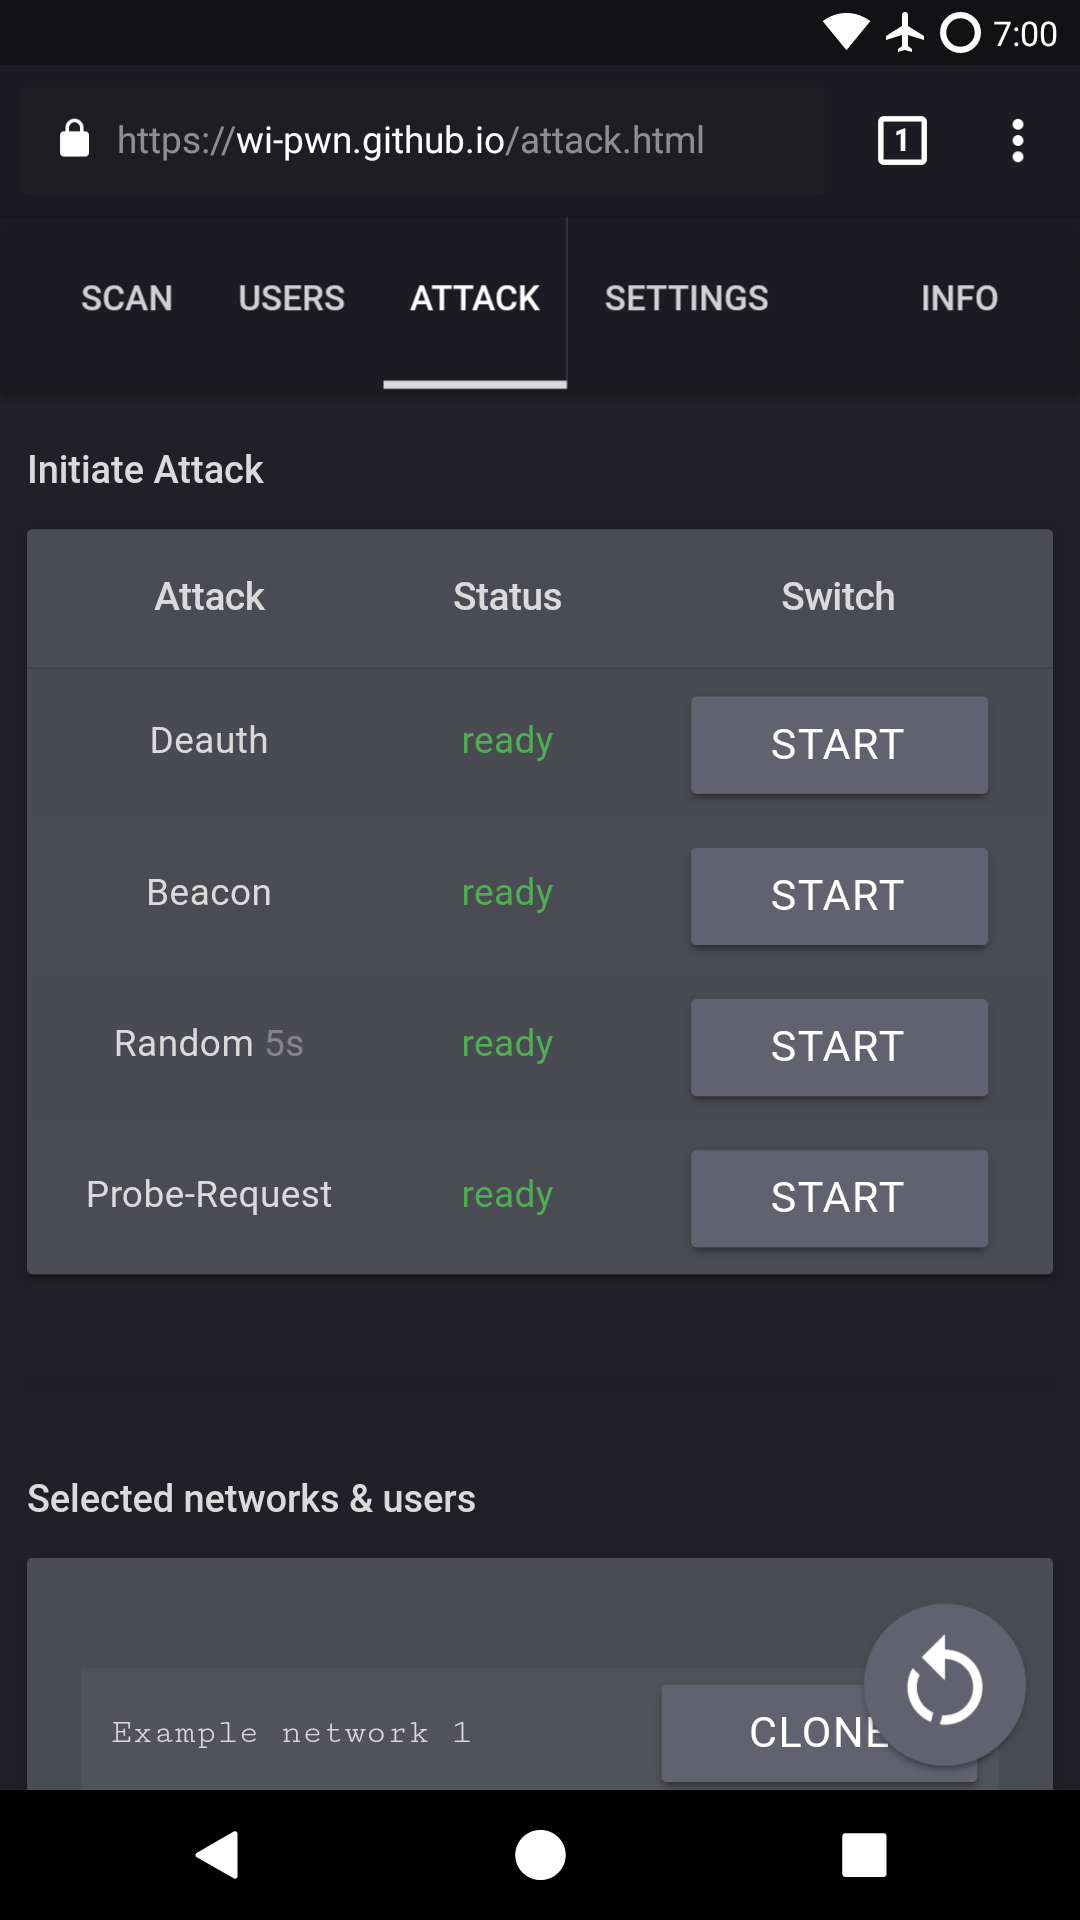 7:00
https://wi-pwn.github.io/attack.html
1
SCAN USERS ATTACK SETTINGS INFO
Initiate Attack
Attack Status Switch
Deauth ready START
Beacon ready START
Random 5s ready START
Probe-Request ready START
Selected networks & users
Example network 1 CLONE